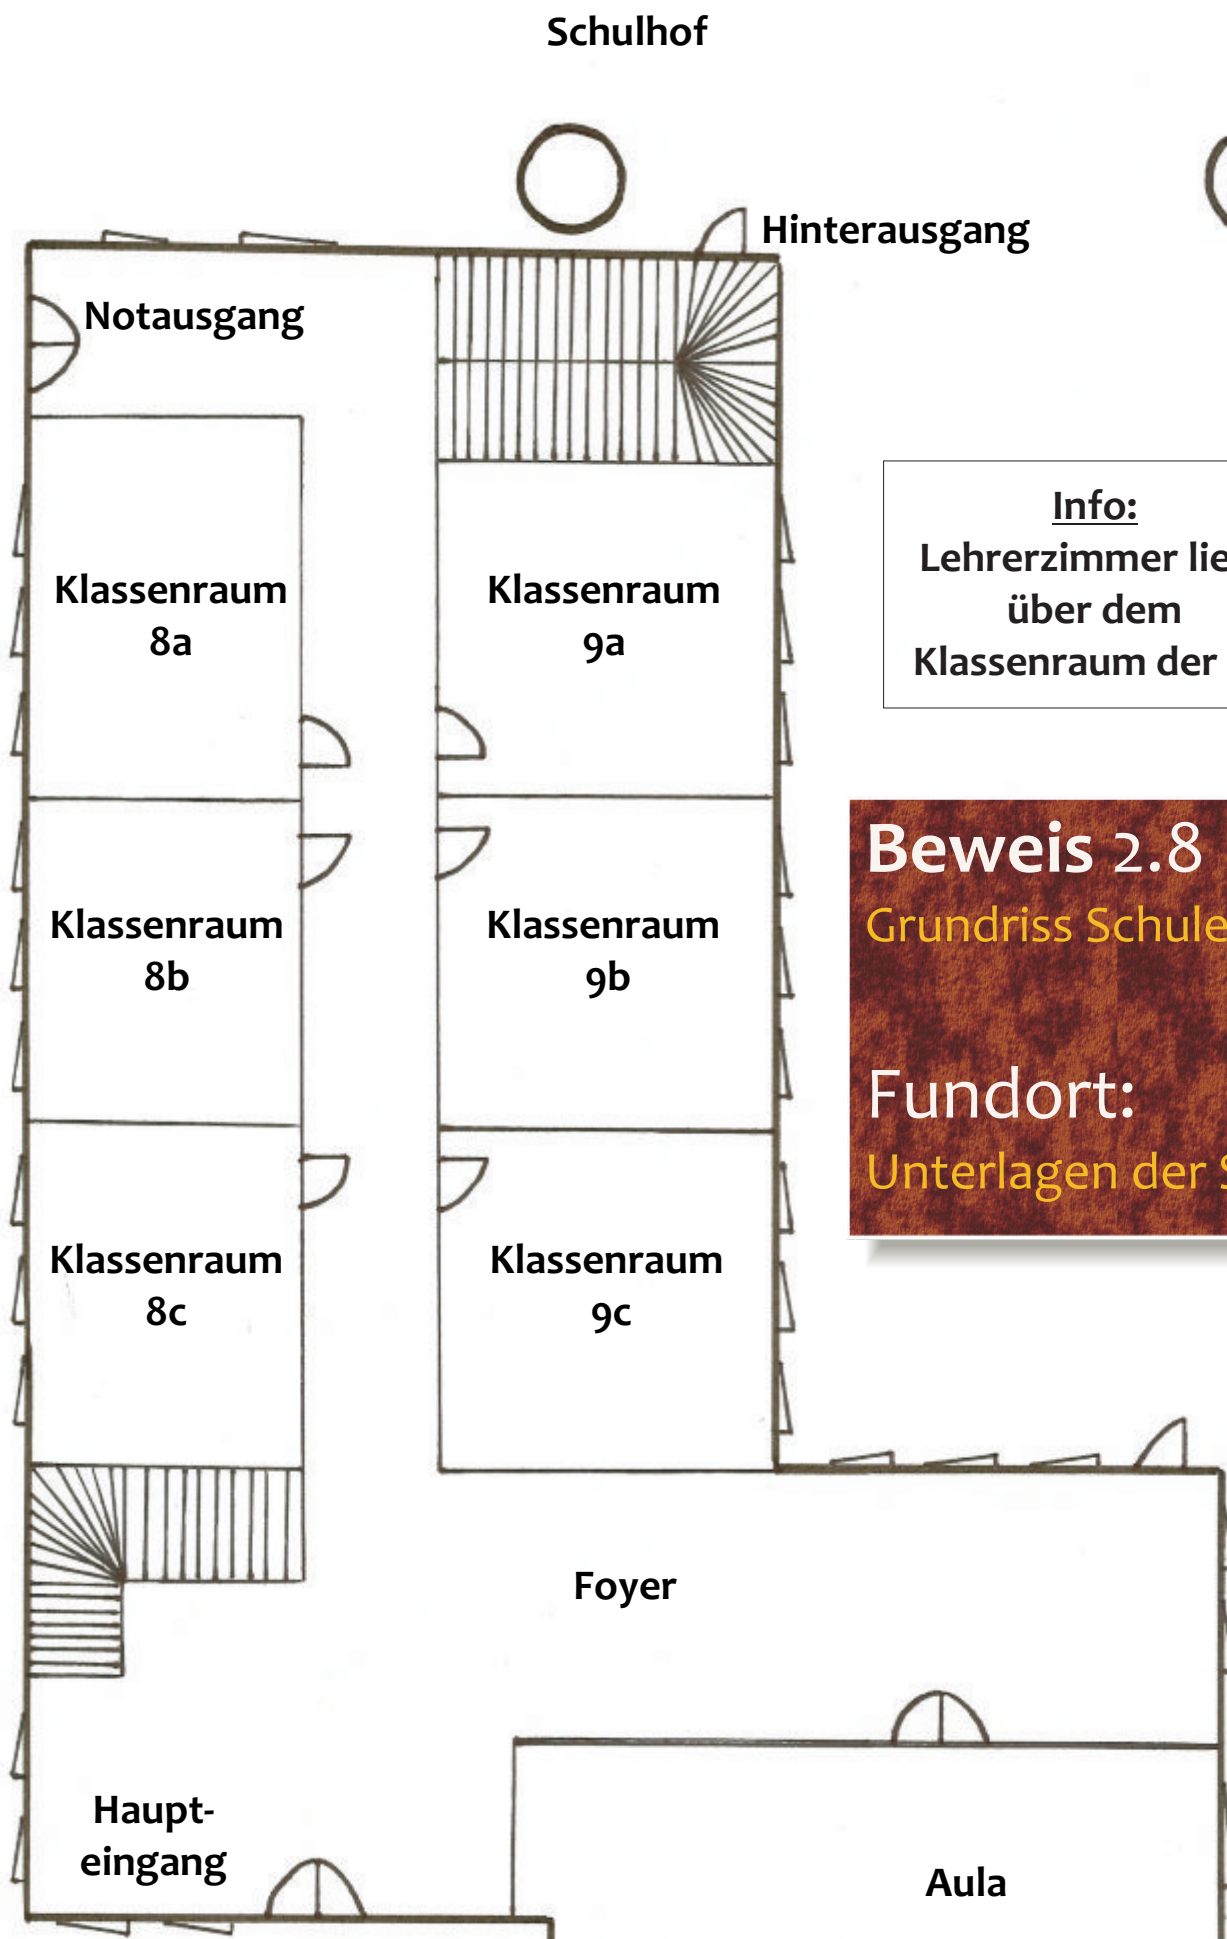 Schulhof
Hinterausgang
Notausgang
Info:
Lehrerzimmer
über dem
Klassenraum der
Klassenraum
8a
Klassenraum
9a
Beweis 2.8
Grundriss Schule
Klassenraum
8b
Klassenraum
9b
Fundort:
Unterlagen der
Klassenraum
8c
Klassenraum
9c
Foyer
Haupt-
eingang
Aula